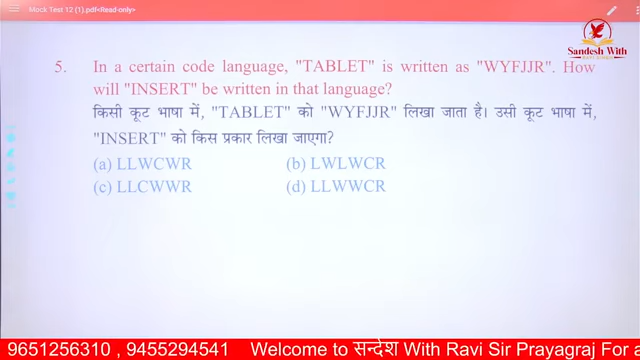 Mock Test 12 (1).pdf<Read-only>
Sandesh With
RAVI SINGH
5. In a certain code language, "TABLET" is written as "WYFJJR". How
will "INSERT" be written in that language?
किसी कूट भाषा में, "TABLET" को "WYFJJR" लिखा जाता है। उसी कूट भाषा में,
"INSERT" को किस प्रकार लिखा जाएगा?
(a) LLWCWR (b) LWLWCR
(c) LLCWWR (d) LLWWCR
9651256310 , 9455294541 Welcome to सन्देश With Ravi Sir Prayagraj For a